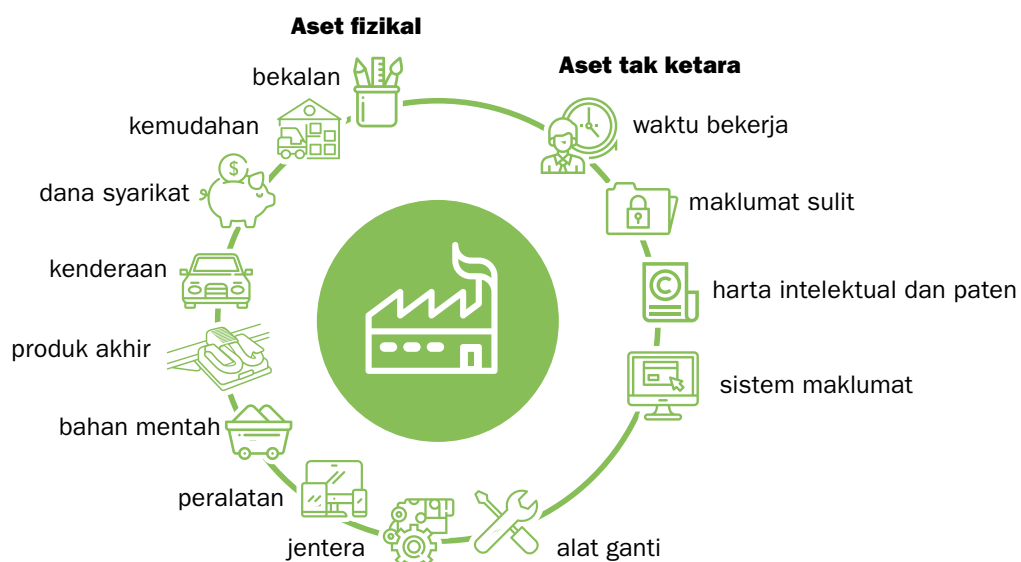 Aset fizikal
bekalan
kemudahan
dana syarikat
kenderaan
produk akhir
bahan mentah
peralatan
jentera
alat ganti
Aset tak ketara
waktu bekerja
maklumat sulit
harta intelektual dan paten
sistem maklumat
$
C